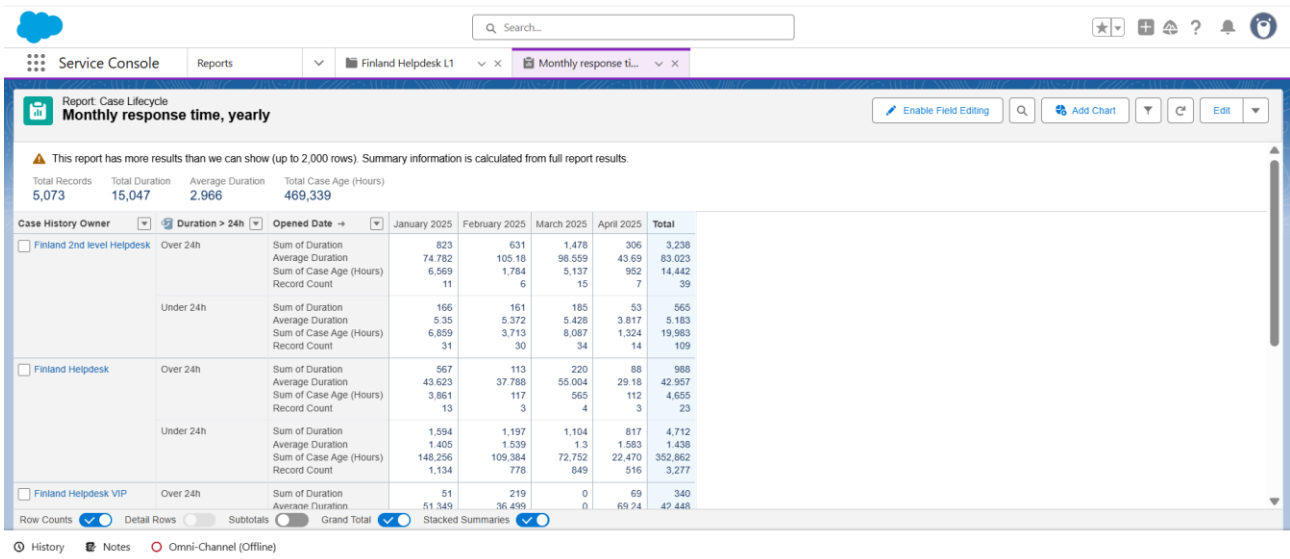 Search...
Service Console Reports Finland Helpdesk L1 Monthly response ti...
Report: Case Lifecycle
Monthly response time, yearly
Enable Field Editing Add Chart Edit
This report has more results than we can show (up to 2,000 rows). Summary information is calculated from full report results.
Total Records Total Duration Average Duration Total Case Age (Hours)
5,073 15,047 2.966 469,339
Case History Owner Duration > 24h Opened Date → January 2025 February 2025 March 2025 April 2025 Total
Finland 2nd level Helpdesk Over 24h Sum of Duration 823 631 1,478 306 3,238
Average Duration 74.782 105.18 98.559 43.69 83.023
Sum of Case Age (Hours) 6,569 1,784 5,137 952 14,442
Record Count 11 6 15 7 39
Under 24h Sum of Duration 166 161 185 53 565
Average Duration 5.35 5.372 5.428 3.817 5.183
Sum of Case Age (Hours) 6,859 3,713 8,087 1,324 19,983
Record Count 31 30 34 14 109
Finland Helpdesk Over 24h Sum of Duration 567 113 220 88 988
Average Duration 43.623 37.788 55.004 29.18 42.957
Sum of Case Age (Hours) 3,861 117 565 112 4,655
Record Count 13 3 4 3 23
Under 24h Sum of Duration 1,594 1,197 1,104 817 4,712
Average Duration 1.405 1.539 1.3 1.583 1.438
Sum of Case Age (Hours) 148,256 109,384 72,752 22,470 352,862
Record Count 1,134 778 849 516 3,277
Finland Helpdesk VIP Over 24h Sum of Duration 51 219 0 69 340
Average Duration 51.349 36.499 0 69.24 42.448
Row Counts Detail Rows Subtotals Grand Total Stacked Summaries
History Notes Omni-Channel (Offline)